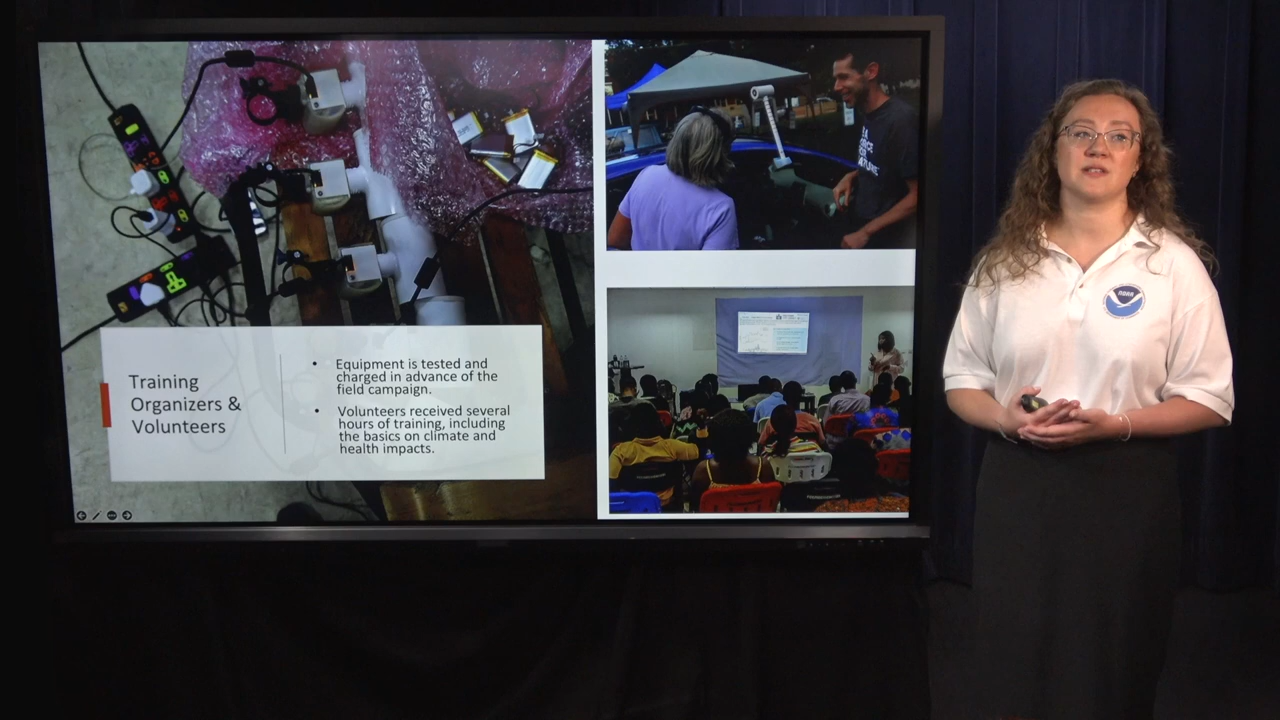 Training
Organizers &
Volunteers
• Equipment is tested and
charged in advance of the
field campaign.
• Volunteers received several
hours of training, including
the basics on climate and
health impacts.
NOAA